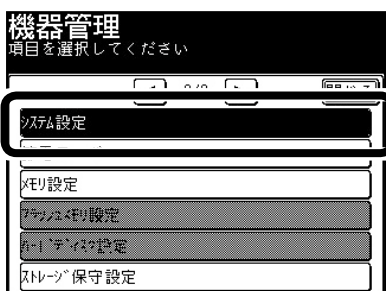 機器管理
項目を選択してください
システム設定
メモリ設定
フラッシュメモリ設定
ハードディスク設定
ストレージ保守設定